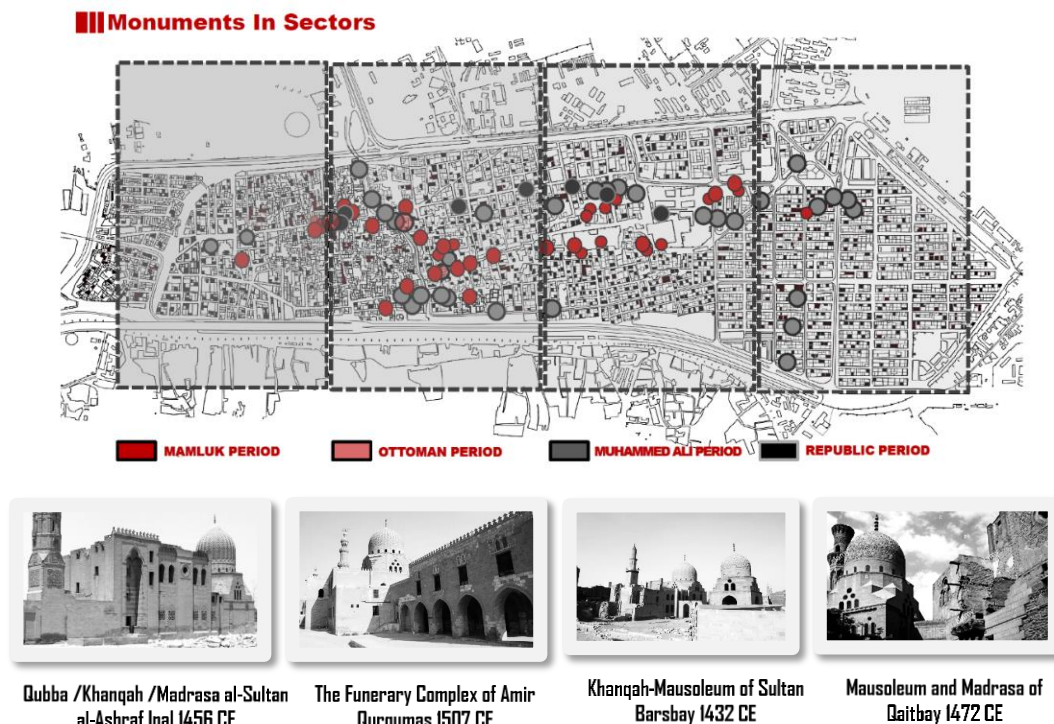 Monuments In Sectors
MAMLUK PERIOD
OTTOMAN PERIOD
MUHAMMED ALI PERIOD
REPUBLIC PERIOD
Qubba /Khanqah /Madrasa al-Sultan
al-Ashraf Inal 1456 CE
The Funerary Complex of Amir
Qurqumas 1507 CE
Khanqah-Mausoleum of Sultan
Barsbay 1432 CE
Mausoleum and Madrasa of
Qaitbay 1472 CE